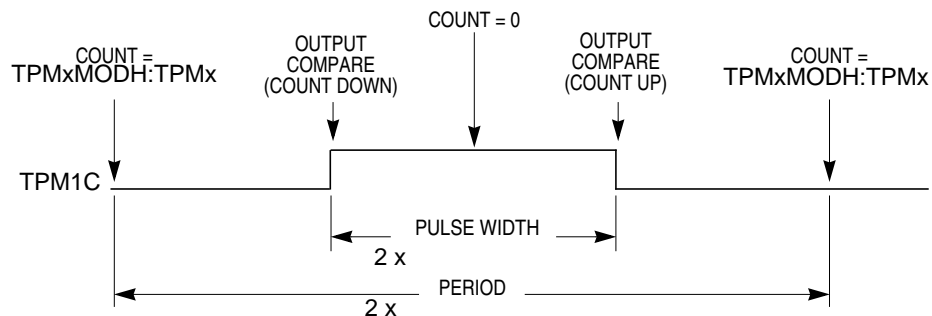 COUNT = 0
COUNT =
TPMxMODH:TPMx
OUTPUT
COMPARE
(COUNT DOWN)
OUTPUT
COMPARE
(COUNT UP)
COUNT =
TPMxMODH:TPMx
TPM1C
PULSE WIDTH
2 x
PERIOD
2 x